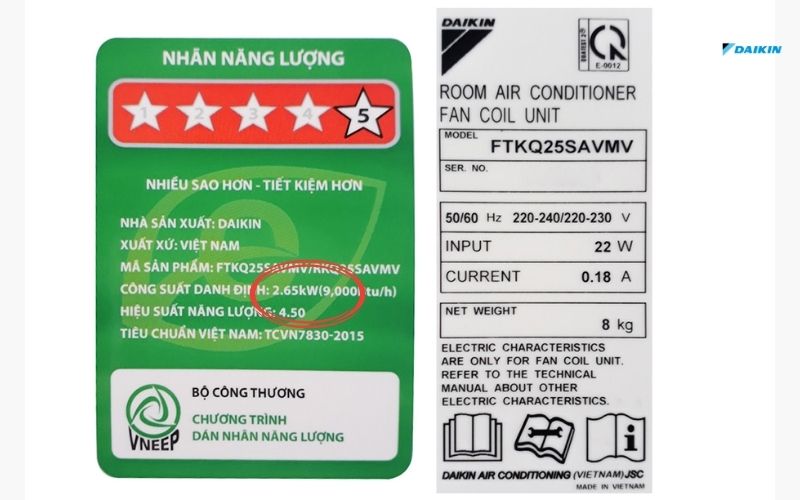 NHÃN NĂNG LƯỢNG
1 2 3 4 5
NHIỀU SAO HƠN - TIẾT KIỆM HƠN
NHÀ SẢN XUẤT: DAIKIN
XUẤT XỨ: VIỆT NAM
MÃ SẢN PHẨM: FTKQ25SAVMV/RKQ25SAVMV
CÔNG SUẤT DANH ĐỊNH: 2.65kW(9,000Btu/h)
HIỆU SUẤT NĂNG LƯỢNG: 4.50
TIÊU CHUẨN VIỆT NAM: TCVN7830-2015
VNEEP
BỘ CÔNG THƯƠNG
CHƯƠNG TRÌNH
DÁN NHÃN NĂNG LƯỢNG
DAIKIN
E-0012
ROOM AIR CONDITIONER
FAN COIL UNIT
MODEL
FTKQ25SAVMV
SER. NO.
50/60 Hz 220-240/220-230 V
INPUT 22 W
CURRENT 0.18 A
NET WEIGHT
8 kg
ELECTRIC CHARACTERISTICS
ARE ONLY FOR FAN COIL UNIT.
REFER TO THE TECHNICAL
MANUAL ABOUT OTHER
ELECTRIC CHARACTERISTICS.
DAIKIN AIR CONDITIONING (VIETNAM) JSC
MADE IN VIETNAM
DAIKIN